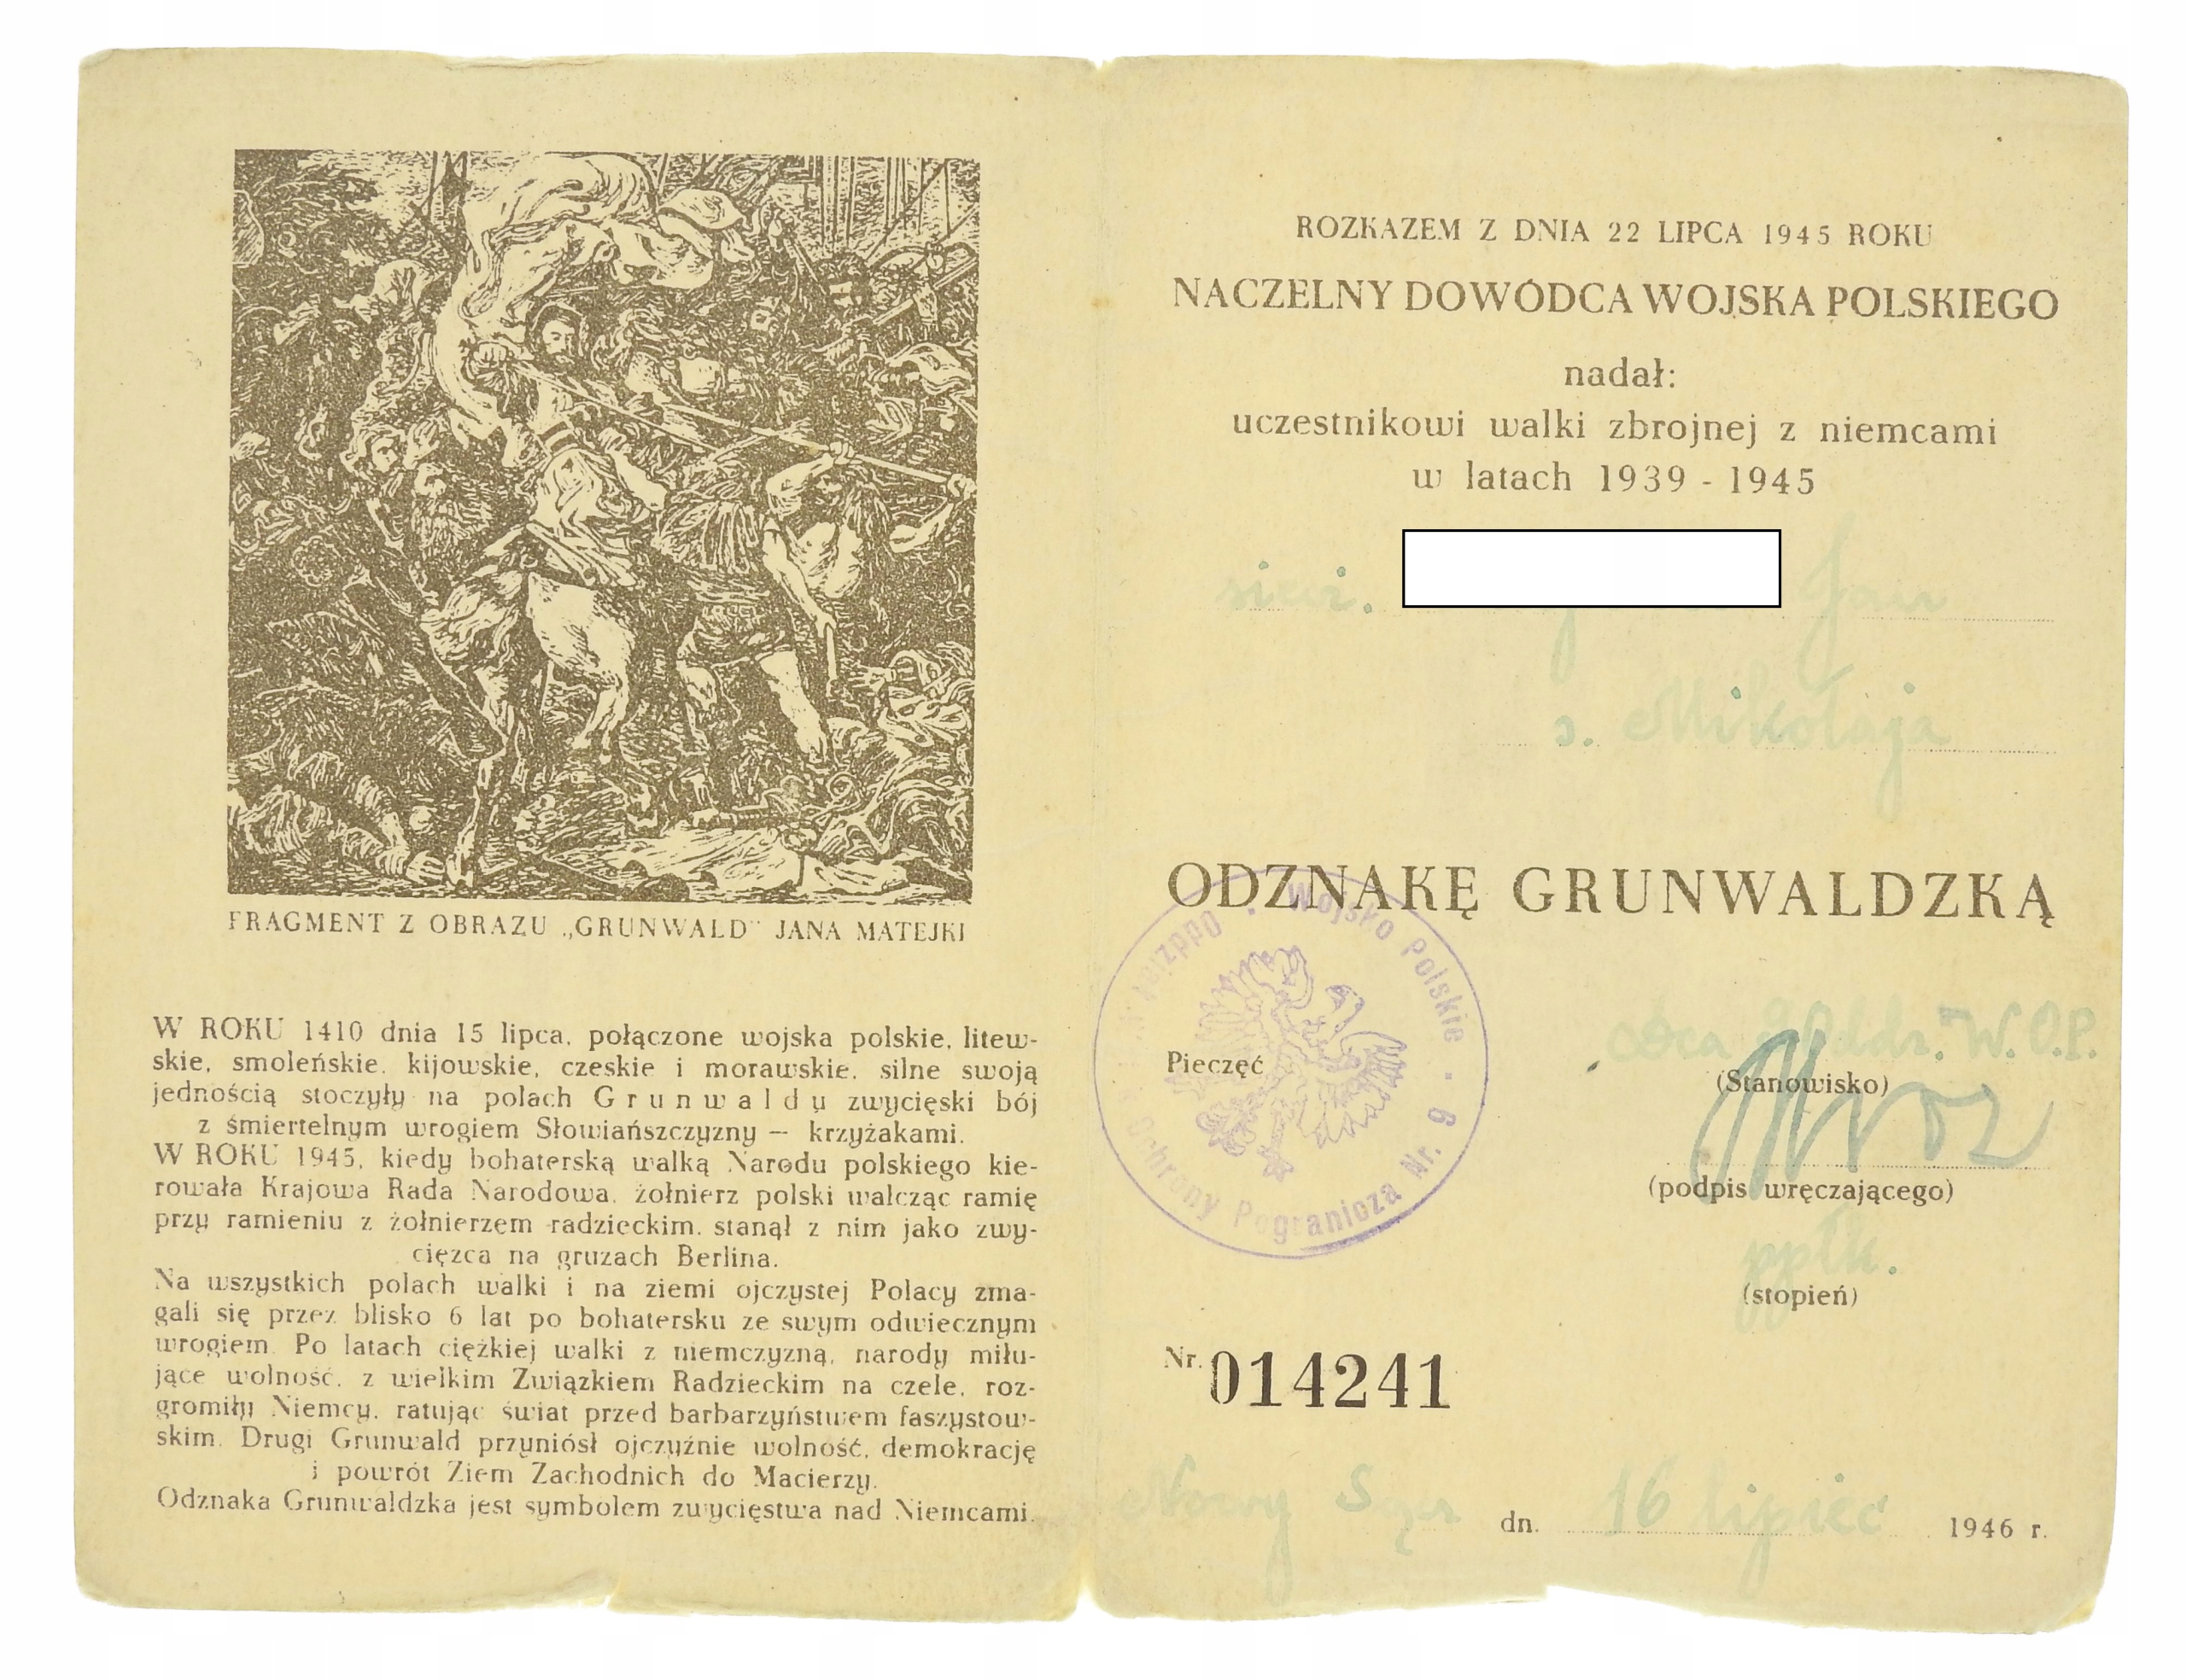 FRAGMENT Z OBRAZU „GRUNWALD" JANA MATEJKI
W ROKU 1410 dnia 15 lipca, połączone wojska polskie, litew-
skie, smoleńskie, kijowskie, czeskie i morawskie, silne swoją
jednością stoczyły na polach Grunwaldu zwycięski bój
z śmiertelnym wrogiem Słowiańszczyzny — krzyżakami.
W ROKU 1945, kiedy bohaterską walką Narodu polskiego kie-
rowała Krajowa Rada Narodowa, żołnierz polski walcząc ramię
przy ramieniu z żołnierzem radzieckim, stanął z nim jako zwy-
cięzca na gruzach Berlina.
Na wszystkich polach walki i na ziemi ojczystej Polacy zma-
gali się przez blisko 6 lat po bohatersku ze swym odwiecznym
wrogiem. Po latach ciężkiej walki z niemczyzną, narody miłu-
jące wolność, z wielkim Związkiem Radzieckim na czele, roz-
gromiły Niemcy, ratując świat przed barbarzyństwem faszystow-
skim. Drugi Grunwald przyniósł ojczyźnie wolność, demokrację
i powrót Ziem Zachodnich do Macierzy.
Odznaka Grunwaldzka jest symbolem zwycięstwa nad Niemcami.
ROZKAZEM Z DNIA 22 LIPCA 1945 ROKU
NACZELNY DOWÓDCA WOJSKA POLSKIEGO
nadał:
uczestnikowi walki zbrojnej z niemcami
w latach 1939 - 1945
sierż. Jan
s. Mikołaja
ODZNAKĘ GRUNWALDZKĄ
Wojsko Polskie
Ochrony Pogranicza Nr. 9
Pieczęć
Dca 9 Oddz. W.O.P.
(Stanowisko)
(podpis wręczającego)
ppłk.
(stopień)
Nr. 014241
Nowy Sącz dn. 16 lipiec 1946 r.